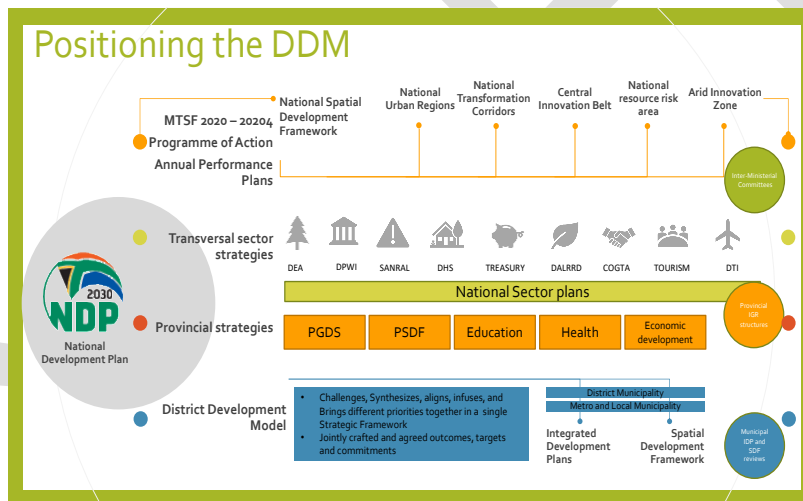 Positioning the DDM
MTSF 2020 – 20204
Programme of Action
Annual Performance
Plans
National Spatial
Development
Framework
National
Urban Regions
National
Transformation
Corridors
Central
Innovation Belt
National
resource risk
area
Arid Innovation
Zone
Inter-Ministerial
Committees
Transversal sector
strategies
DEA
DPWI
SANRAL
DHS
TREASURY
DALRRD
COGTA
TOURISM
DTI
National Sector plans
2030
NDP
National
Development Plan
Provincial strategies
PGDS
PSDF
Education
Health
Economic
development
Provincial
IGR
structures
District Development
Model
• Challenges, Synthesizes, aligns, infuses, and
Brings different priorities together in a single
Strategic Framework
• Jointly crafted and agreed outcomes, targets
and commitments
District Municipality
Metro and Local Municipality
Integrated
Development
Plans
Spatial
Development
Framework
Municipal
IDP and
SDF
reviews